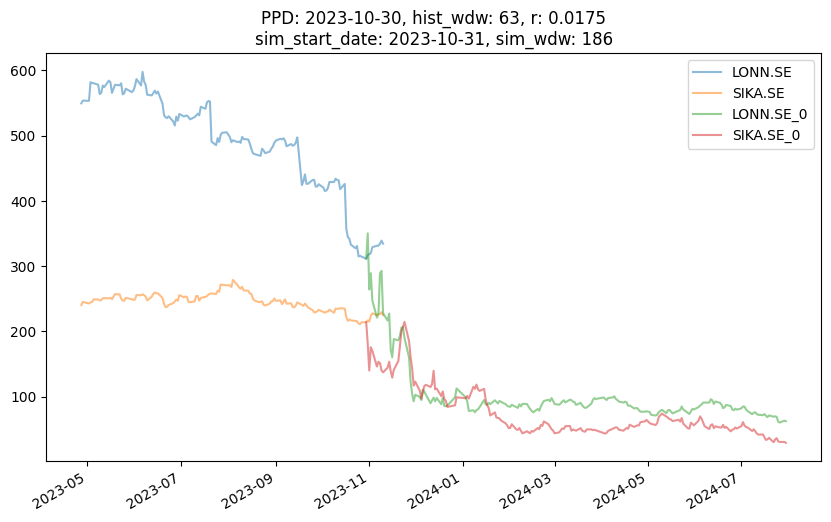 PPD: 2023-10-30, hist_wdw: 63, r: 0.0175
sim_start_date: 2023-10-31, sim_wdw: 186
LONN.SE
SIKA.SE
LONN.SE_0
SIKA.SE_0
600
500
400
300
200
100
2023-05
2023-07
2023-09
2023-11
2024-01
2024-03
2024-05
2024-07